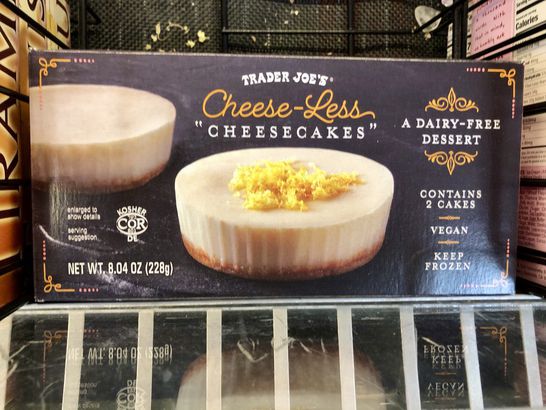 TRADER JOE'S®
Cheese-Less
"CHEESECAKES"
A DAIRY-FREE
DESSERT
CONTAINS
2 CAKES
VEGAN
KEEP
FROZEN
enlarged to
show details
serving
suggestion
KOSHER
COR
DE
NET WT. 8.04 OZ (228g)
Calories